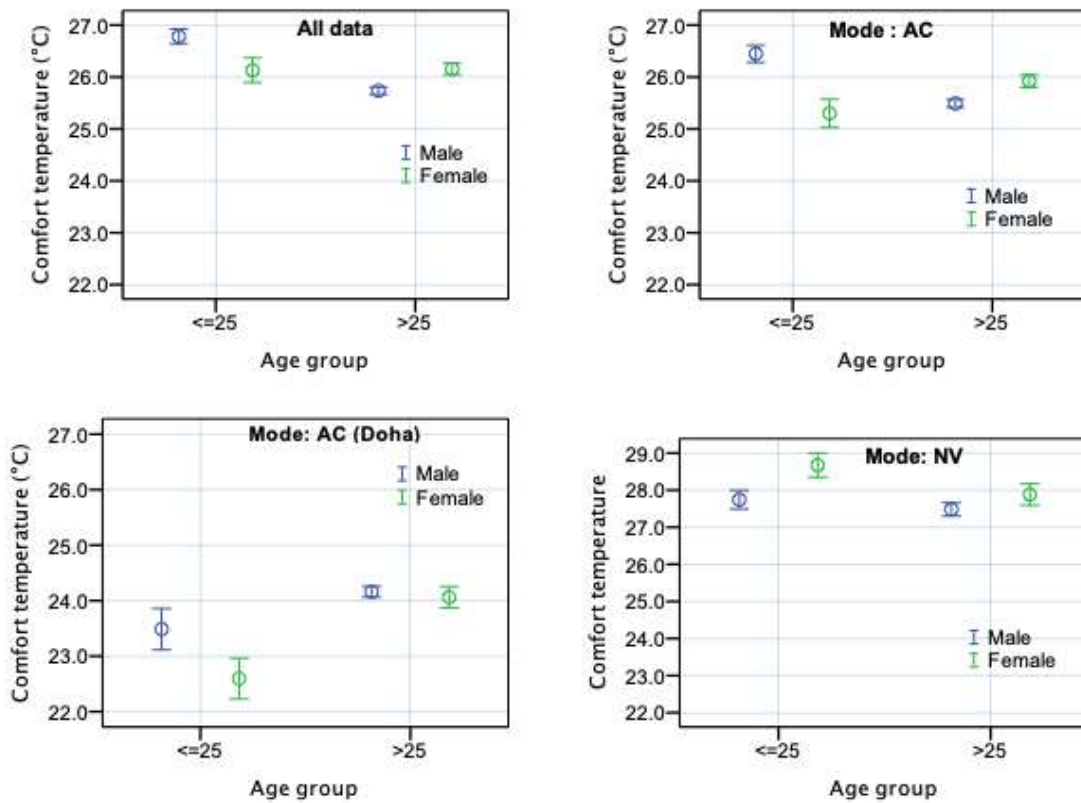 All data
Comfort temperature (°C)
27.0
26.0
25.0
24.0
23.0
22.0
Male
Female
<=25
>25
Age group
Mode : AC
Comfort temperature (°C)
27.0
26.0
25.0
24.0
23.0
22.0
Male
Female
<=25
>25
Age group
Mode: AC (Doha)
Comfort temperature (°C)
27.0
26.0
25.0
24.0
23.0
22.0
Male
Female
<=25
>25
Age group
Mode: NV
Comfort temperature
29.0
28.0
27.0
26.0
25.0
24.0
23.0
22.0
Male
Female
<=25
>25
Age group